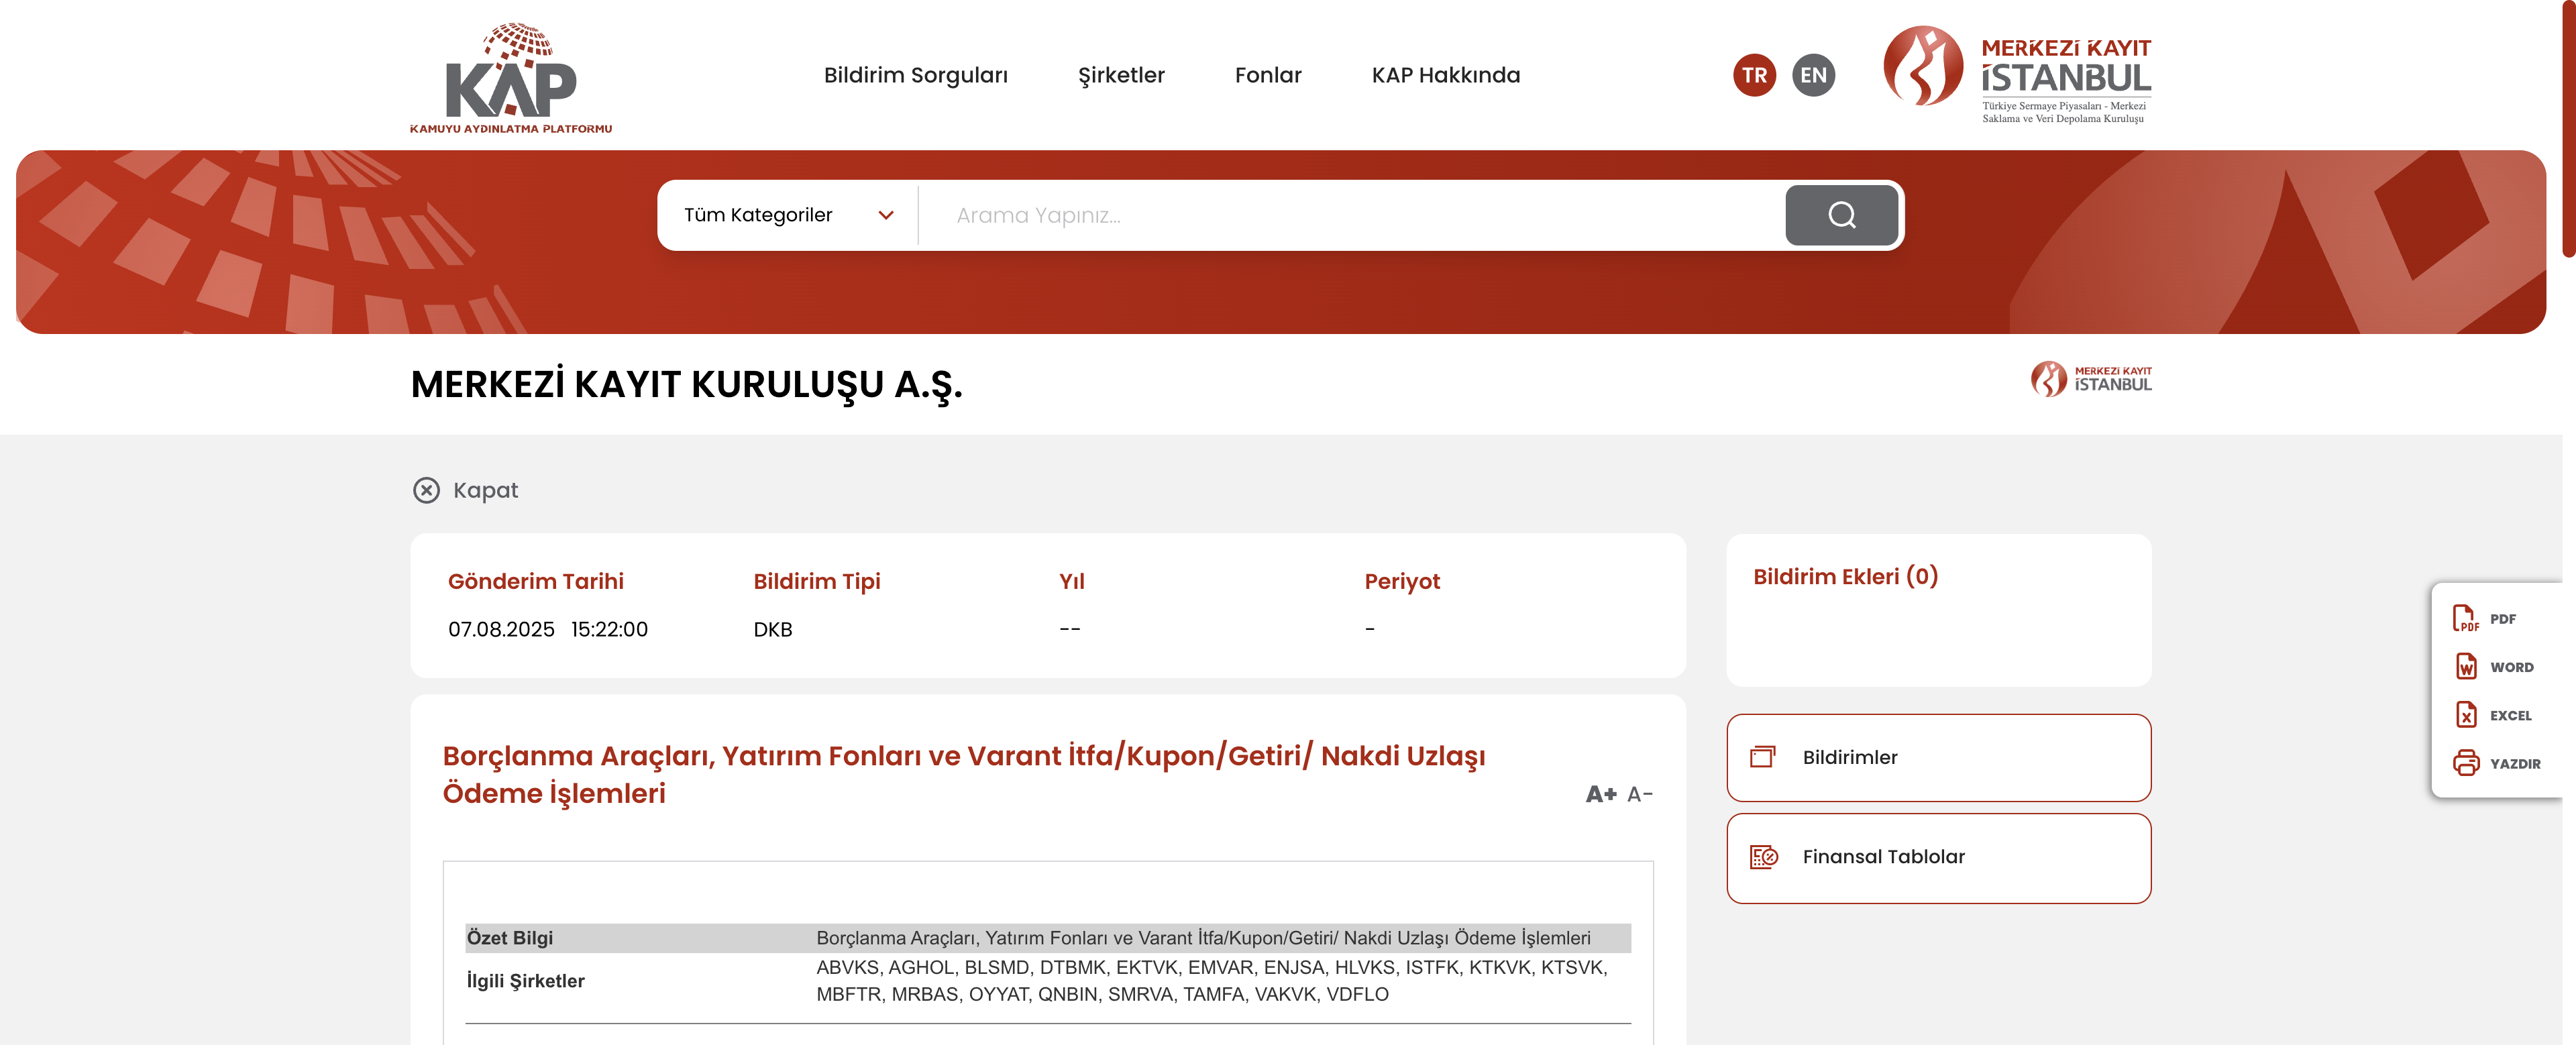 KAP
KAMUYU AYDINLATMA PLATFORMU
Bildirim Sorguları
Şirketler
Fonlar
KAP Hakkında
TR
EN
MERKEZİ KAYIT
İSTANBUL
Türkiye Sermaye Piyasaları - Merkezi
Saklama ve Veri Depolama Kuruluşu
Tüm Kategoriler
Arama Yapınız...
MERKEZİ KAYIT KURULUŞU A.Ş.
MERKEZİ KAYIT
İSTANBUL
Kapat
Gönderim Tarihi
Bildirim Tipi
Yıl
Periyot
07.08.2025 15:22:00
DKB
--
-
Bildirim Ekleri (0)
PDF
PDF
WORD
EXCEL
YAZDIR
Bildirimler
Finansal Tablolar
Borçlanma Araçları, Yatırım Fonları ve Varant İtfa/Kupon/Getiri/ Nakdi Uzlaşı
Ödeme İşlemleri
A+ A-
Özet Bilgi
Borçlanma Araçları, Yatırım Fonları ve Varant İtfa/Kupon/Getiri/ Nakdi Uzlaşı Ödeme İşlemleri
İlgili Şirketler
ABVKS, AGHOL, BLSMD, DTBMK, EKTVK, EMVAR, ENJSA, HLVKS, ISTFK, KTKVK, KTSVK,
MBFTR, MRBAS, OYYAT, QNBIN, SMRVA, TAMFA, VAKVK, VDFLO